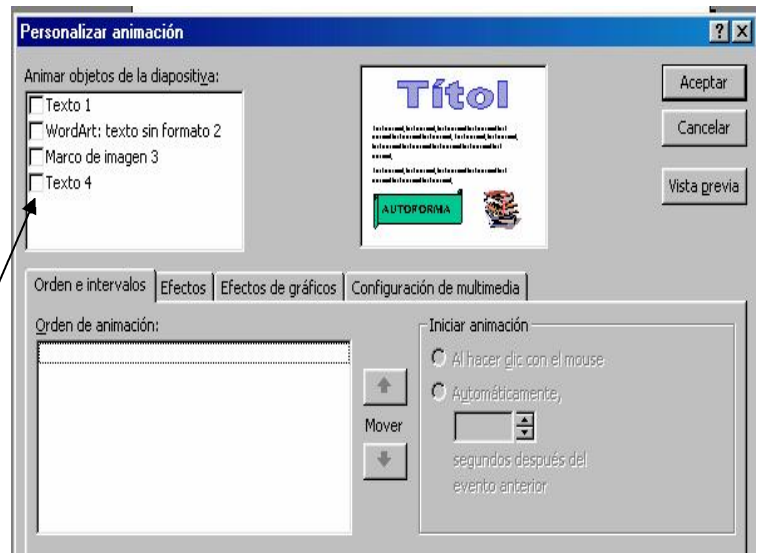 Personalizar animación
Animar objetos de la diapositiva:
Texto 1
WordArt: texto sin formato 2
Marco de imagen 3
Texto 4
Títol
AUTOFORMA
Aceptar
Cancelar
Vista previa
Orden e intervalos
Efectos
Efectos de gráficos
Configuración de multimedia
Orden de animación:
Mover
Iniciar animación
Al hacer clic con el mouse
Automáticamente,
segundos después del
evento anterior